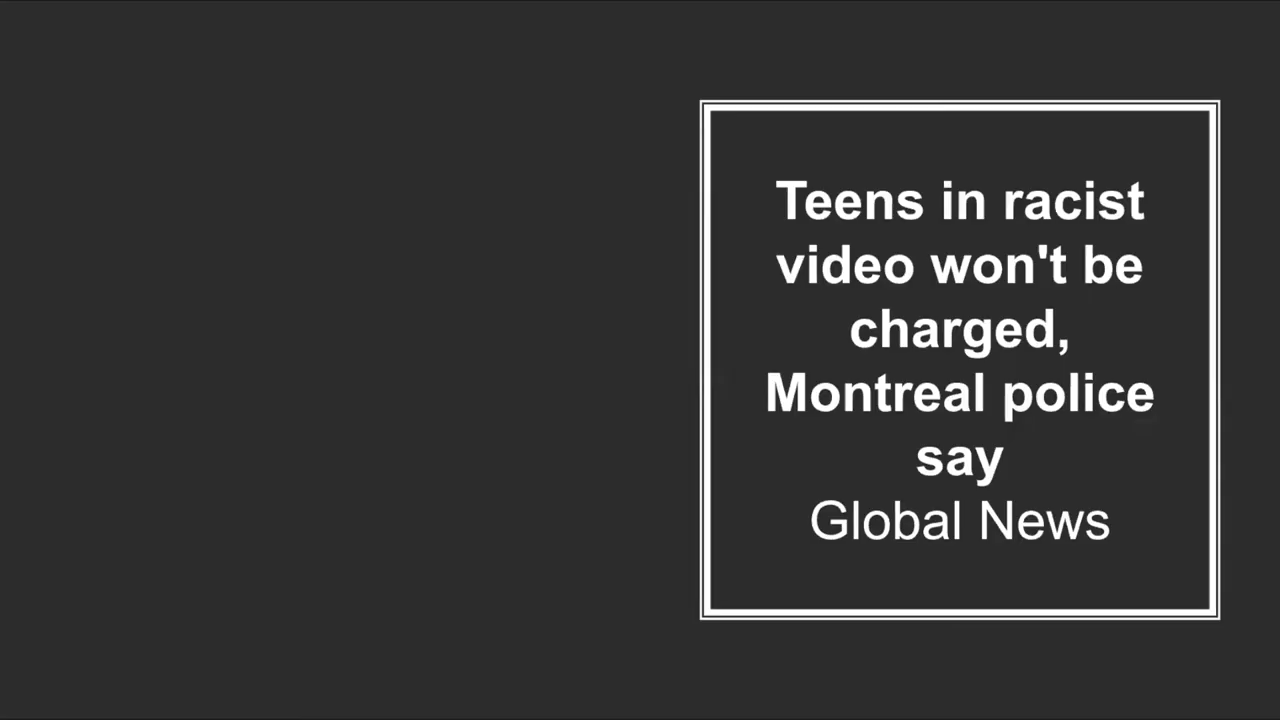 Teens in racist
video won't be
charged,
Montreal police
say
Global News